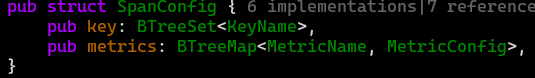 pub struct SpanConfig { 6 implementations|7 reference
pub key: BTreeSet<KeyName>,
pub metrics: BTreeMap<MetricName, MetricConfig>,
}